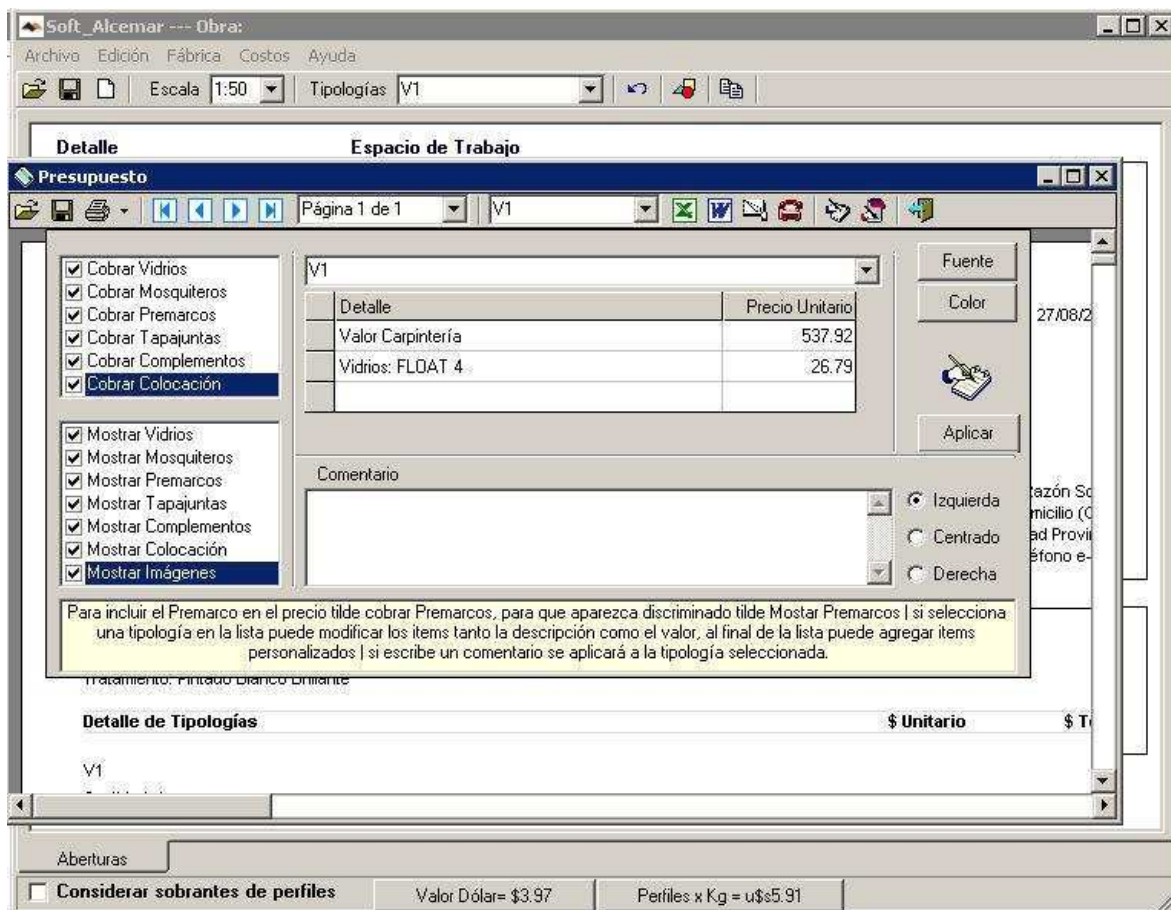 Soft_Alcemar --- Obra:
Archivo Edición Fábrica Costos Ayuda
Escala 1:50 Tipologías V1
Detalle Espacio de Trabajo
Presupuesto
Página 1 de 1 V1
Cobrar Vidrios
Cobrar Mosquiteros
Cobrar Premarcos
Cobrar Tapajuntas
Cobrar Complementos
Cobrar Colocación
Mostrar Vidrios
Mostrar Mosquiteros
Mostrar Premarcos
Mostrar Tapajuntas
Mostrar Complementos
Mostrar Colocación
Mostrar Imágenes
V1
Detalle Precio Unitario
Valor Carpintería 537.92
Vidrios: FLOAT 4 26.79
Comentario
Fuente
Color
Aplicar
Izquierda
Centrado
Derecha
27/08/2
Razón So
ad Provi
éfono e-
Para incluir el Premarco en el precio tilde cobrar Premarcos, para que aparezca discriminado tilde Mostar Premarcos | si selecciona
una tipología en la lista puede modificar los items tanto la descripción como el valor, al final de la lista puede agregar items
personalizados | si escribe un comentario se aplicará a la tipología seleccionada.
Tratamiento: Pintado Blanco Brillante
Detalle de Tipologías $ Unitario $ T
V1
Aberturas
Considerar sobrantes de perfiles Valor Dólar= $3.97 Perfiles x Kg = u$s5.91